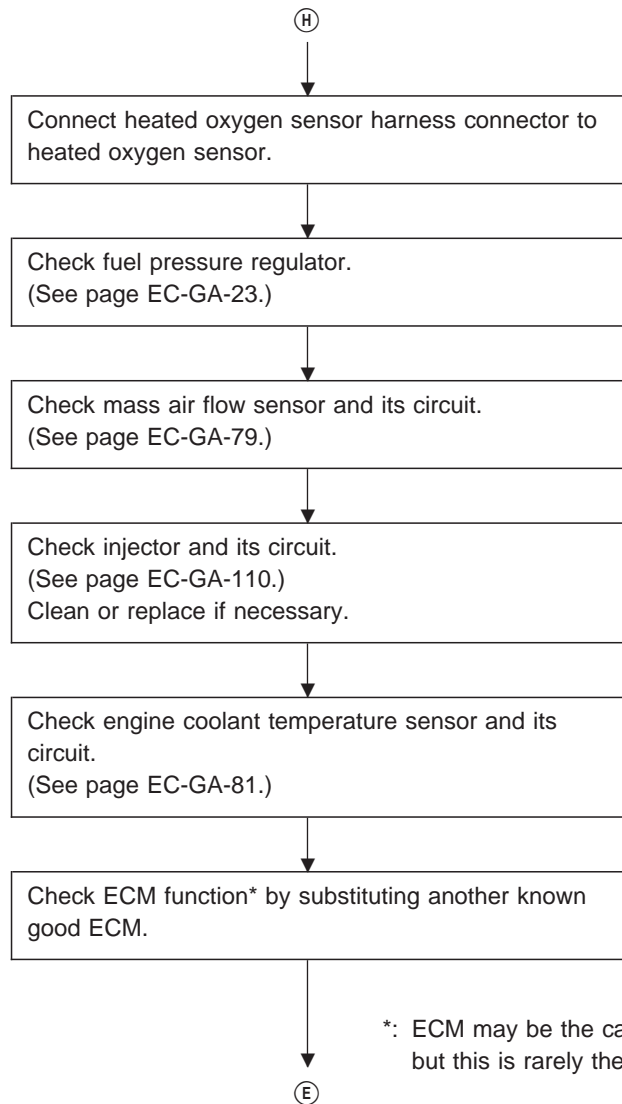 H
Connect heated oxygen sensor harness connector to
heated oxygen sensor.
Check fuel pressure regulator.
(See page EC-GA-23.)
Check mass air flow sensor and its circuit.
(See page EC-GA-79.)
Check injector and its circuit.
(See page EC-GA-110.)
Clean or replace if necessary.
Check engine coolant temperature sensor and its
circuit.
(See page EC-GA-81.)
Check ECM function* by substituting another known
good ECM.
*: ECM may be the
but this is rarely the
E